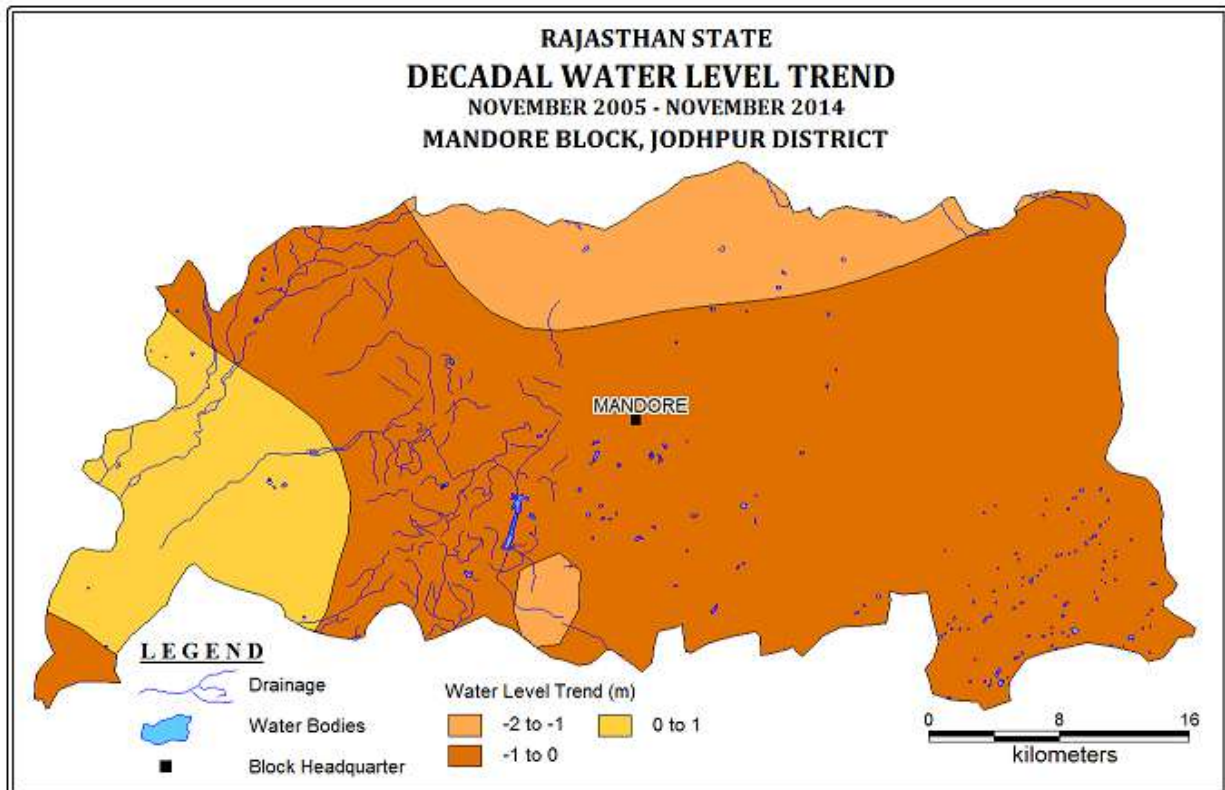 RAJASTHAN STATE
DECADAL WATER LEVEL TREND
NOVEMBER 2005 - NOVEMBER 2014
MANDORE BLOCK, JODHPUR DISTRICT
MANDORE
LEGEND
Drainage
Water Bodies
Block Headquarter
Water Level Trend (m)
-2 to -1
0 to 1
-1 to 0
0 8 16
kilometers